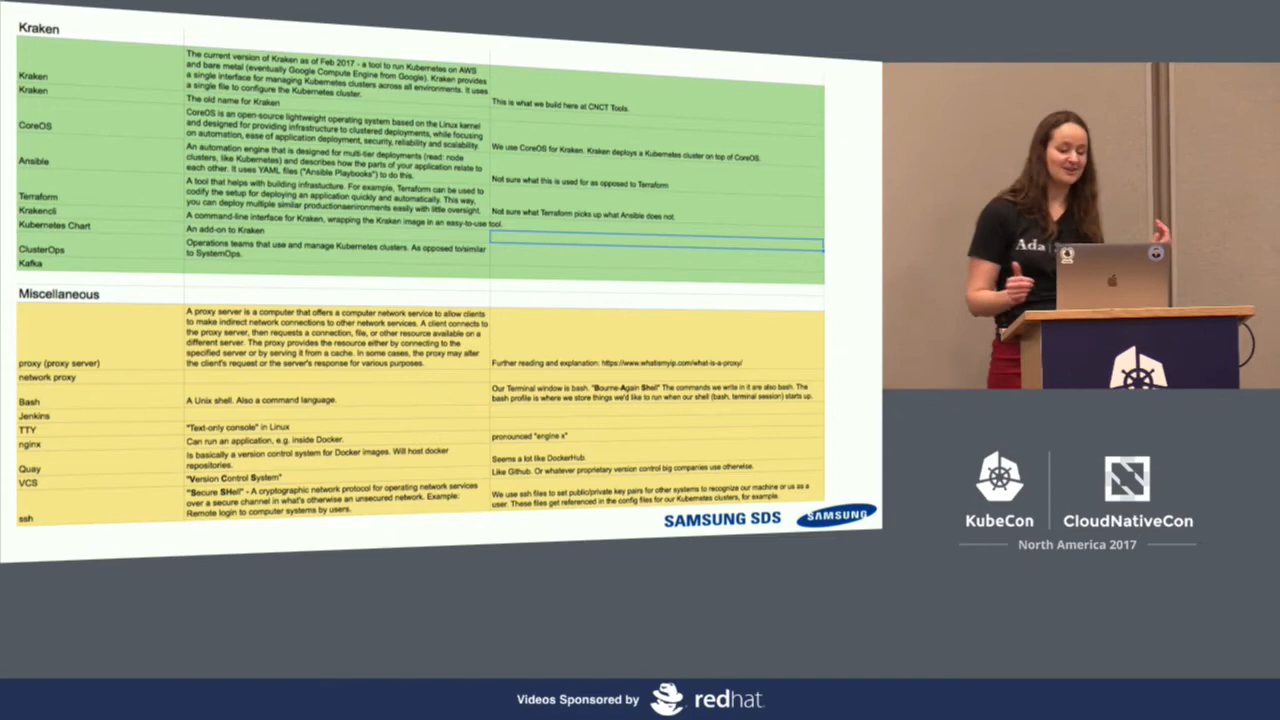 Kraken
Kraken
The current version of Kraken as of Feb 2017 - a tool to run Kubernetes on AWS
and bare metal (eventually Google Compute Engine from Google). Kraken provides
a single interface for managing Kubernetes clusters across all environments. It uses
a single file to configure the Kubernetes cluster.
This is what we build here at CNCT Tools.
Kraken
The old name for Kraken
CoreOS
CoreOS is an open-source lightweight operating system based on the Linux kernel
and designed for providing infrastructure to clustered deployments, while focusing
on automation, ease of application deployment, security, reliability and scalability.
We use CoreOS for Kraken. Kraken deploys a Kubernetes cluster on top of CoreOS.
Ansible
An automation engine that is designed for multi-tier deployments (read: node
clusters, like Kubernetes) and describes how the parts of your application relate to
each other. It uses YAML files ("Ansible Playbooks") to do this.
Not sure what this is used for as opposed to Terraform
Terraform
A tool that helps with building infrastucture. For example, Terraform can be used to
codify the setup for deploying an application quickly and automatically. This way,
you can deploy multiple similar productionaerironments easily with little oversight.
Not sure what Terraform picks up what Ansible does not.
Krakencli
A command-line interface for Kraken, wrapping the Kraken image in an easy-to-use tool.
Kubernetes Chart
An add-on to Kraken
ClusterOps
Operations teams that use and manage Kubernetes clusters. As opposed to/similar
to SystemOps.
Kafka
Miscellaneous
proxy (proxy server)
A proxy server is a computer that offers a computer network service to allow clients
to make indirect network connections to other network services. A client connects to
the proxy server, then requests a connection, file, or other resource available on a
different server. The proxy provides the resource either by connecting to the
specified server or by serving it from a cache. In some cases, the proxy may alter
the client's request or the server's response for various purposes.
Further reading and explanation: https://www.whatismyip.com/what-is-a-proxy/
network proxy
Bash
A Unix shell. Also a command language.
Our Terminal window is bash. "Bourne-Again Shell" The commands we write in it are also bash. The
bash profile is where we store things we'd like to run when our shell (bash, terminal session) starts up.
Jenkins
TTY
"Text-only console" in Linux
nginx
Can run an application, e.g. inside Docker.
pronounced "engine x"
Quay
Is basically a version control system for Docker images. Will host docker
repositories.
Seems a lot like DockerHub.
VCS
"Version Control System"
Like Github. Or whatever proprietary version control big companies use otherwise.
ssh
"Secure SHell" - A cryptographic network protocol for operating network services
over a secure channel in what's otherwise an unsecured network. Example:
Remote login to computer systems by users.
We use ssh files to set public/private key pairs for other systems to recognize our machine or us as a
user. These files get referenced in the config files for our Kubernetes clusters, for example.
SAMSUNG SDS
SAMSUNG
Ada
KubeCon
CloudNativeCon
North America 2017
Videos Sponsored by
redhat